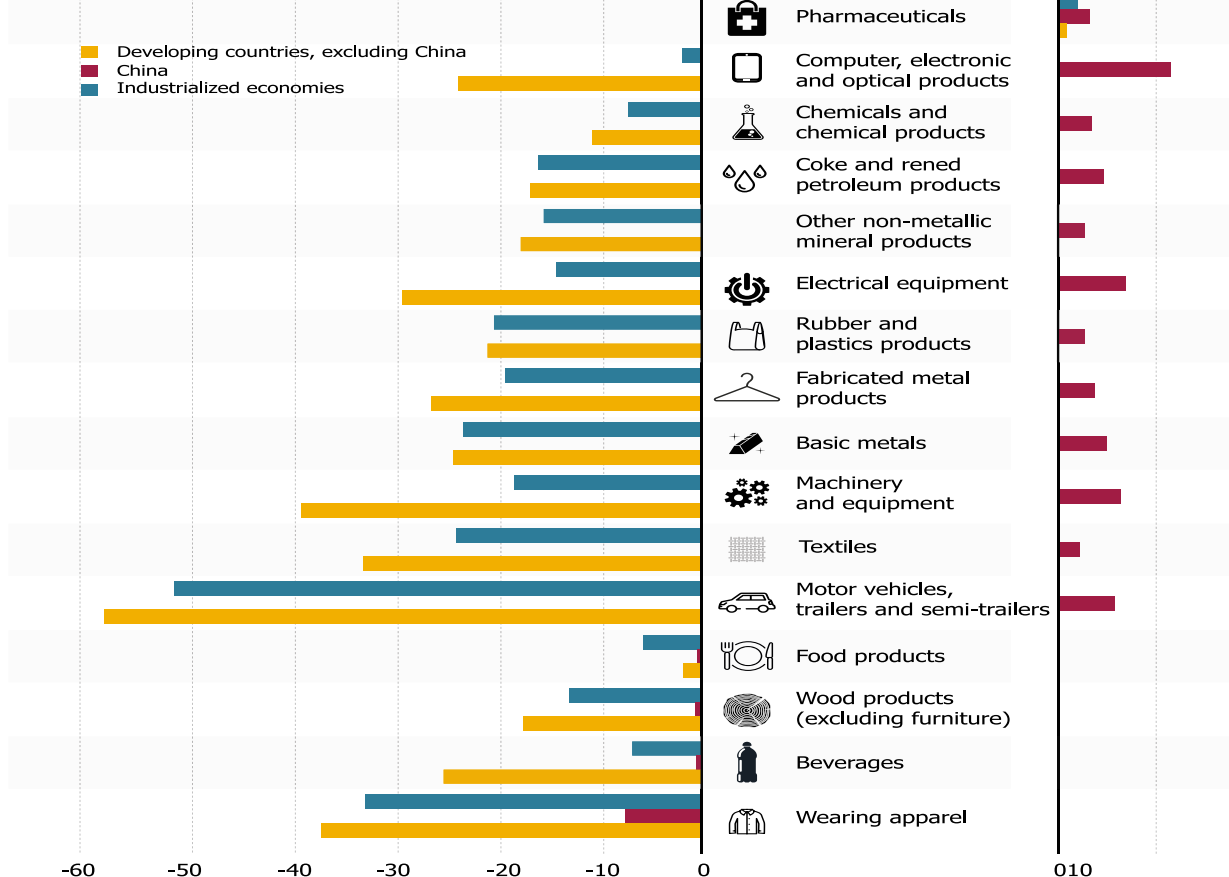 Pharmaceuticals
Developing countries, excluding China
China
Industrialized economies
Computer, electronic
and optical products
Chemicals and
chemical products
Coke and rened
petroleum products
Other non-metallic
mineral products
Electrical equipment
Rubber and
plastics products
Fabricated metal
products
Basic metals
Machinery
and equipment
Textiles
Motor vehicles,
trailers and semi-trailers
Food products
Wood products
(excluding furniture)
Beverages
Wearing apparel
-60 -50 -40 -30 -20 -10 0 010